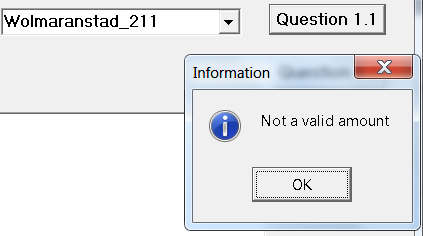 Wolmaranstad_211
Question 1.1
Information
Not a valid amount
OK